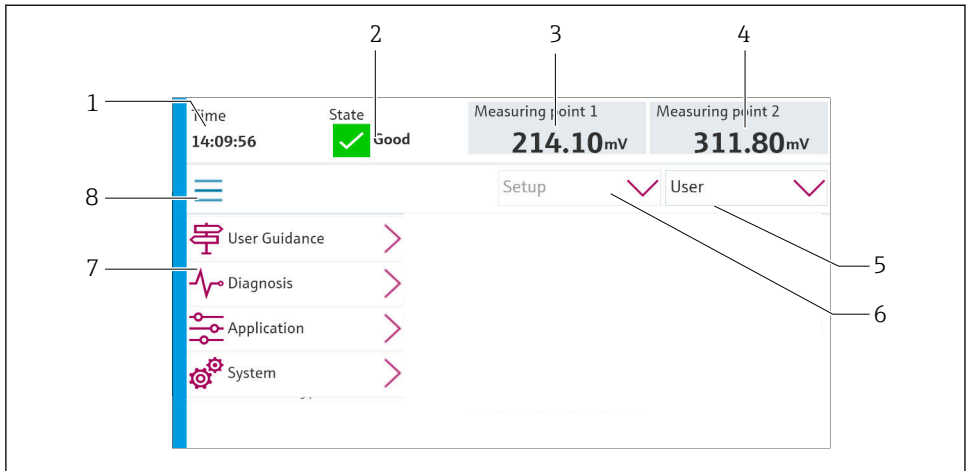 2 3 4
1
Time State Measuring point 1 Measuring point 2
14:09:56 Good 214.10mV 311.80mV
8 Setup User
User Guidance
7 Diagnosis 5
Application 6
System